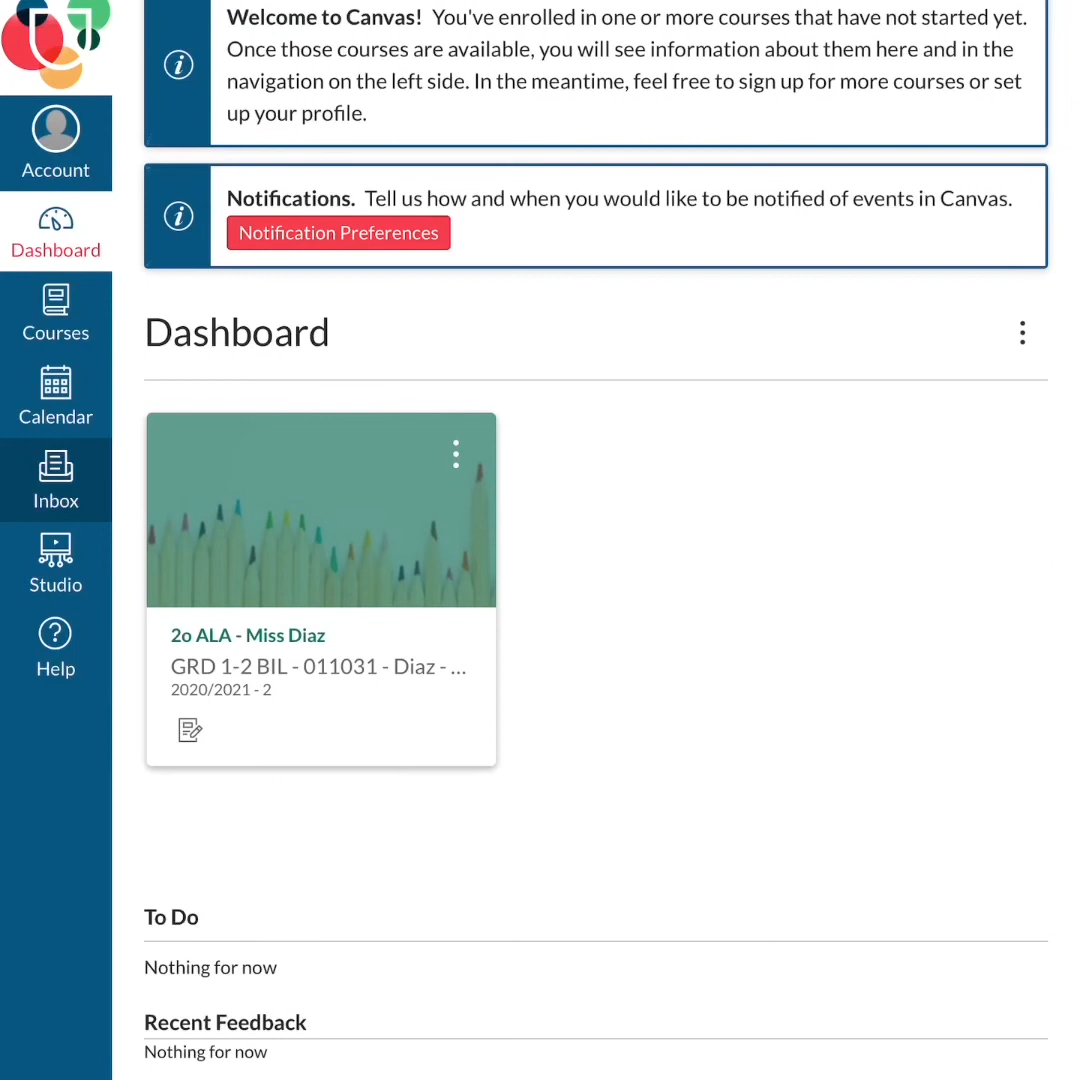 Welcome to Canvas! You've enrolled in one or more courses that have not started yet.
Once those courses are available, you will see information about them here and in the
navigation on the left side. In the meantime, feel free to sign up for more courses or set
up your profile.
Account
Notifications. Tell us how and when you would like to be notified of events in Canvas.
Notification Preferences
Dashboard
Courses
Calendar
Inbox
Studio
Help
Dashboard
2o ALA - Miss Diaz
GRD 1-2 BIL - 011031 - Diaz - ...
2020/2021 - 2
To Do
Nothing for now
Recent Feedback
Nothing for now